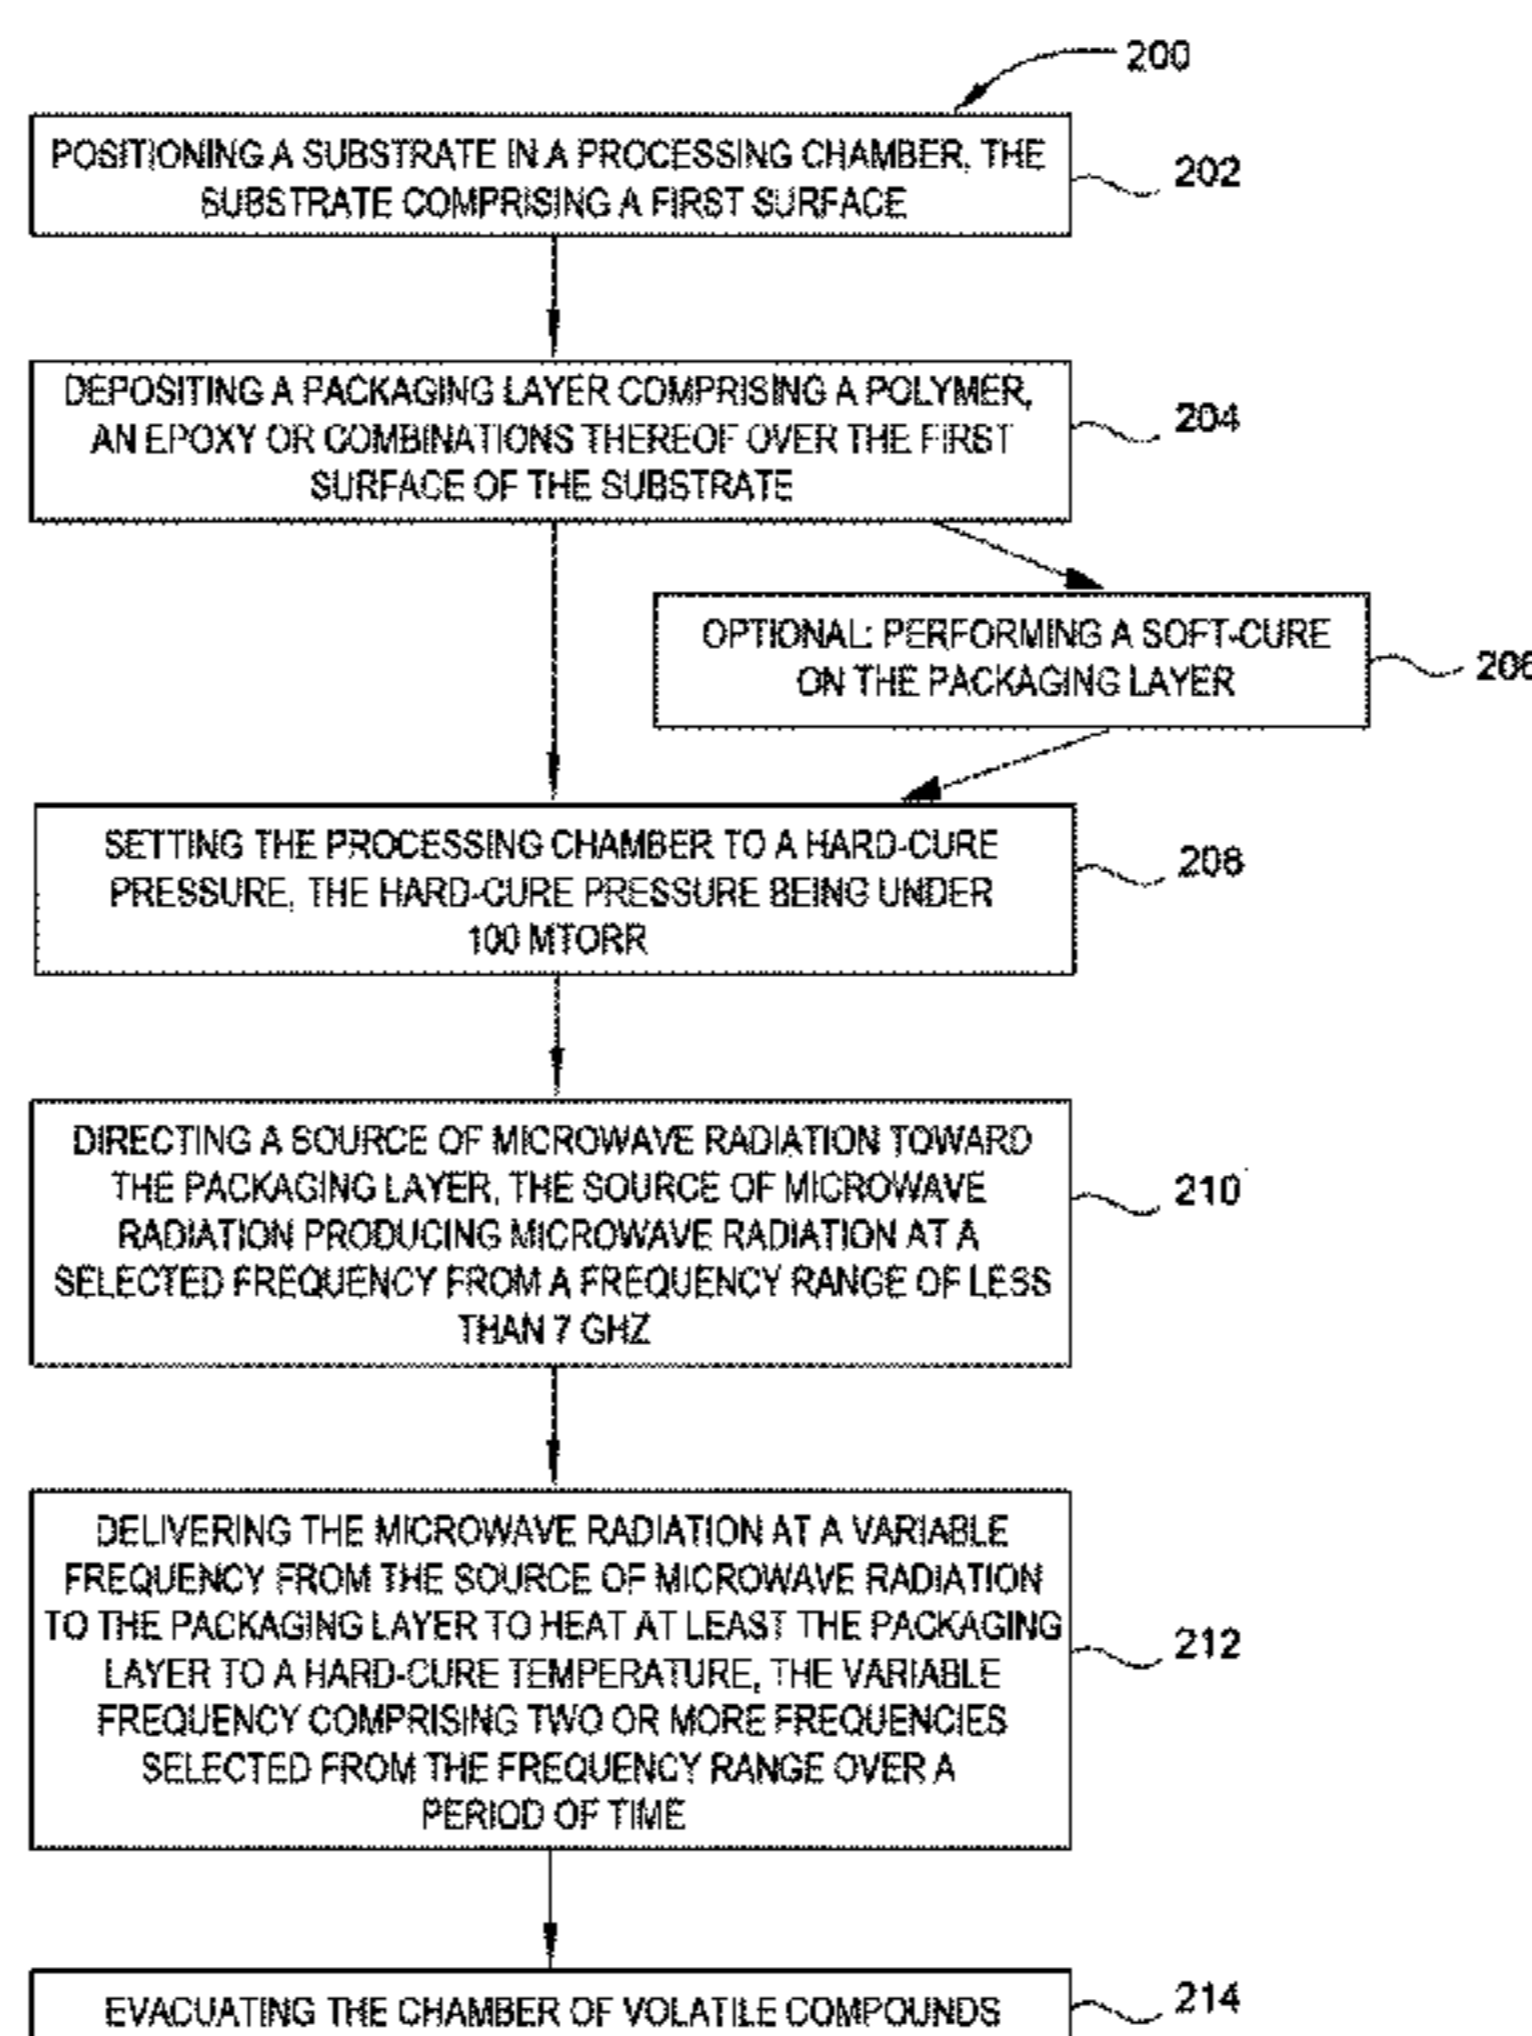 200
POSITIONING A SUBSTRATE IN A PROCESSING CHAMBER, THE
SUBSTRATE COMPRISING A FIRST SURFACE
202
DEPOSITING A PACKAGING LAYER COMPRISING A POLYMER,
AN EPOXY OR COMBINATIONS THEREOF OVER THE FIRST
SURFACE OF THE SUBSTRATE
204
OPTIONAL: PERFORMING A SOFT-CURE
ON THE PACKAGING LAYER
206
SETTING THE PROCESSING CHAMBER TO A HARD-CURE
PRESSURE, THE HARD-CURE PRESSURE BEING UNDER
100 MTORR
208
DIRECTING A SOURCE OF MICROWAVE RADIATION TOWARD
THE PACKAGING LAYER, THE SOURCE OF MICROWAVE
RADIATION PRODUCING MICROWAVE RADIATION AT A
SELECTED FREQUENCY FROM A FREQUENCY RANGE OF LESS
THAN 7 GHZ
210
DELIVERING THE MICROWAVE RADIATION AT A VARIABLE
FREQUENCY FROM THE SOURCE OF MICROWAVE RADIATION
TO THE PACKAGING LAYER TO HEAT AT LEAST THE PACKAGING
LAYER TO A HARD-CURE TEMPERATURE, THE VARIABLE
FREQUENCY COMPRISING TWO OR MORE FREQUENCIES
SELECTED FROM THE FREQUENCY RANGE OVER A
PERIOD OF TIME
212
EVACUATING THE CHAMBER OF VOLATILE COMPOUNDS
214